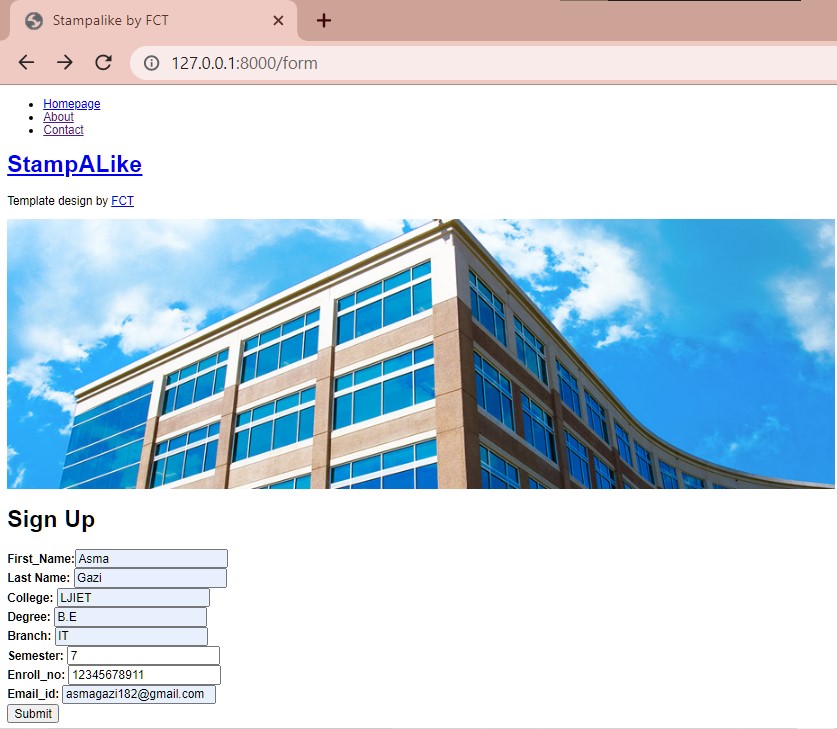 Stampalike by FCT
127.0.0.1:8000/form
Homepage
About
Contact
StampALike
Template design by FCT
Sign Up
First_Name: Asma
Last Name: Gazi
College: LJIET
Degree: B.E
Branch: IT
Semester: 7
Enroll_no: 12345678911
Email_id: asmagazi182@gmail.com
Submit